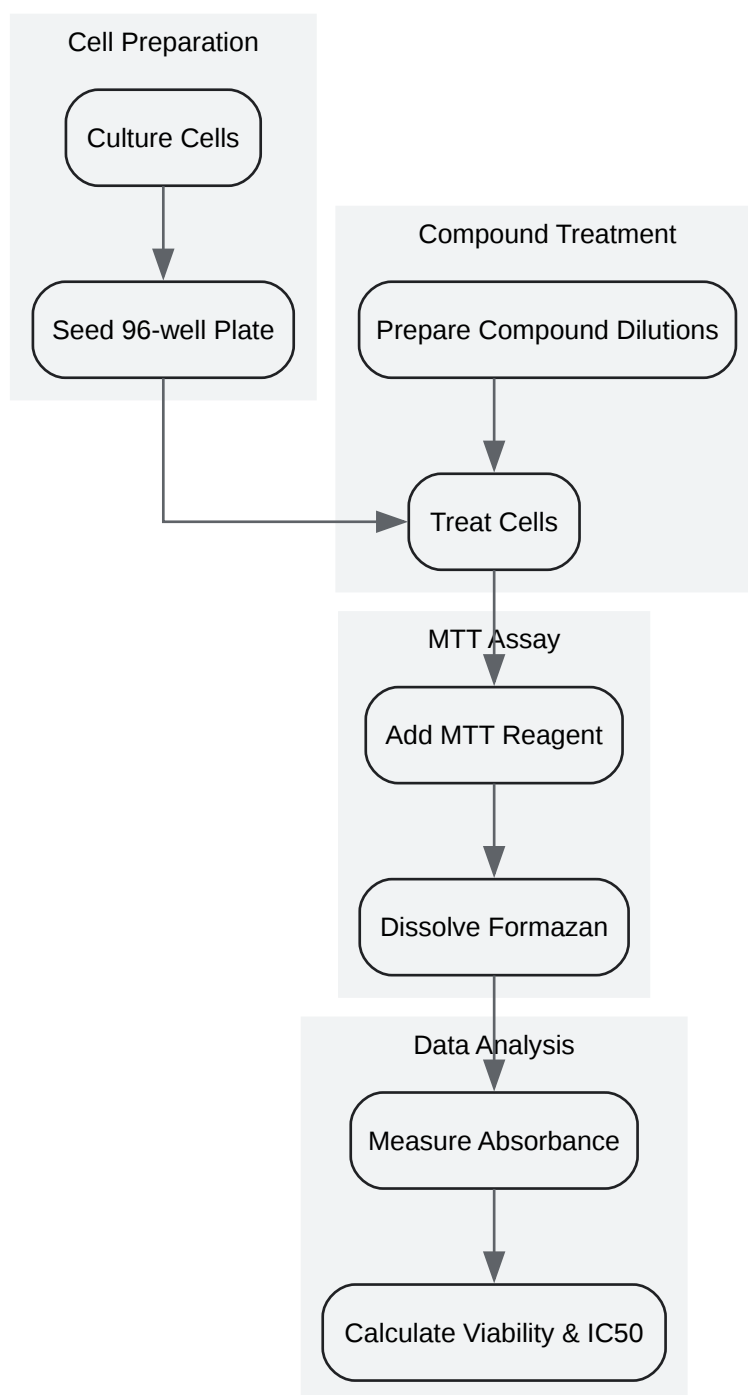 Cell Preparation
Culture Cells
Seed 96-well Plate
Compound Treatment
Prepare Compound Dilutions
Treat Cells
MTT Assay
Add MTT Reagent
Dissolve Formazan
Data Analysis
Measure Absorbance
Calculate Viability & IC50